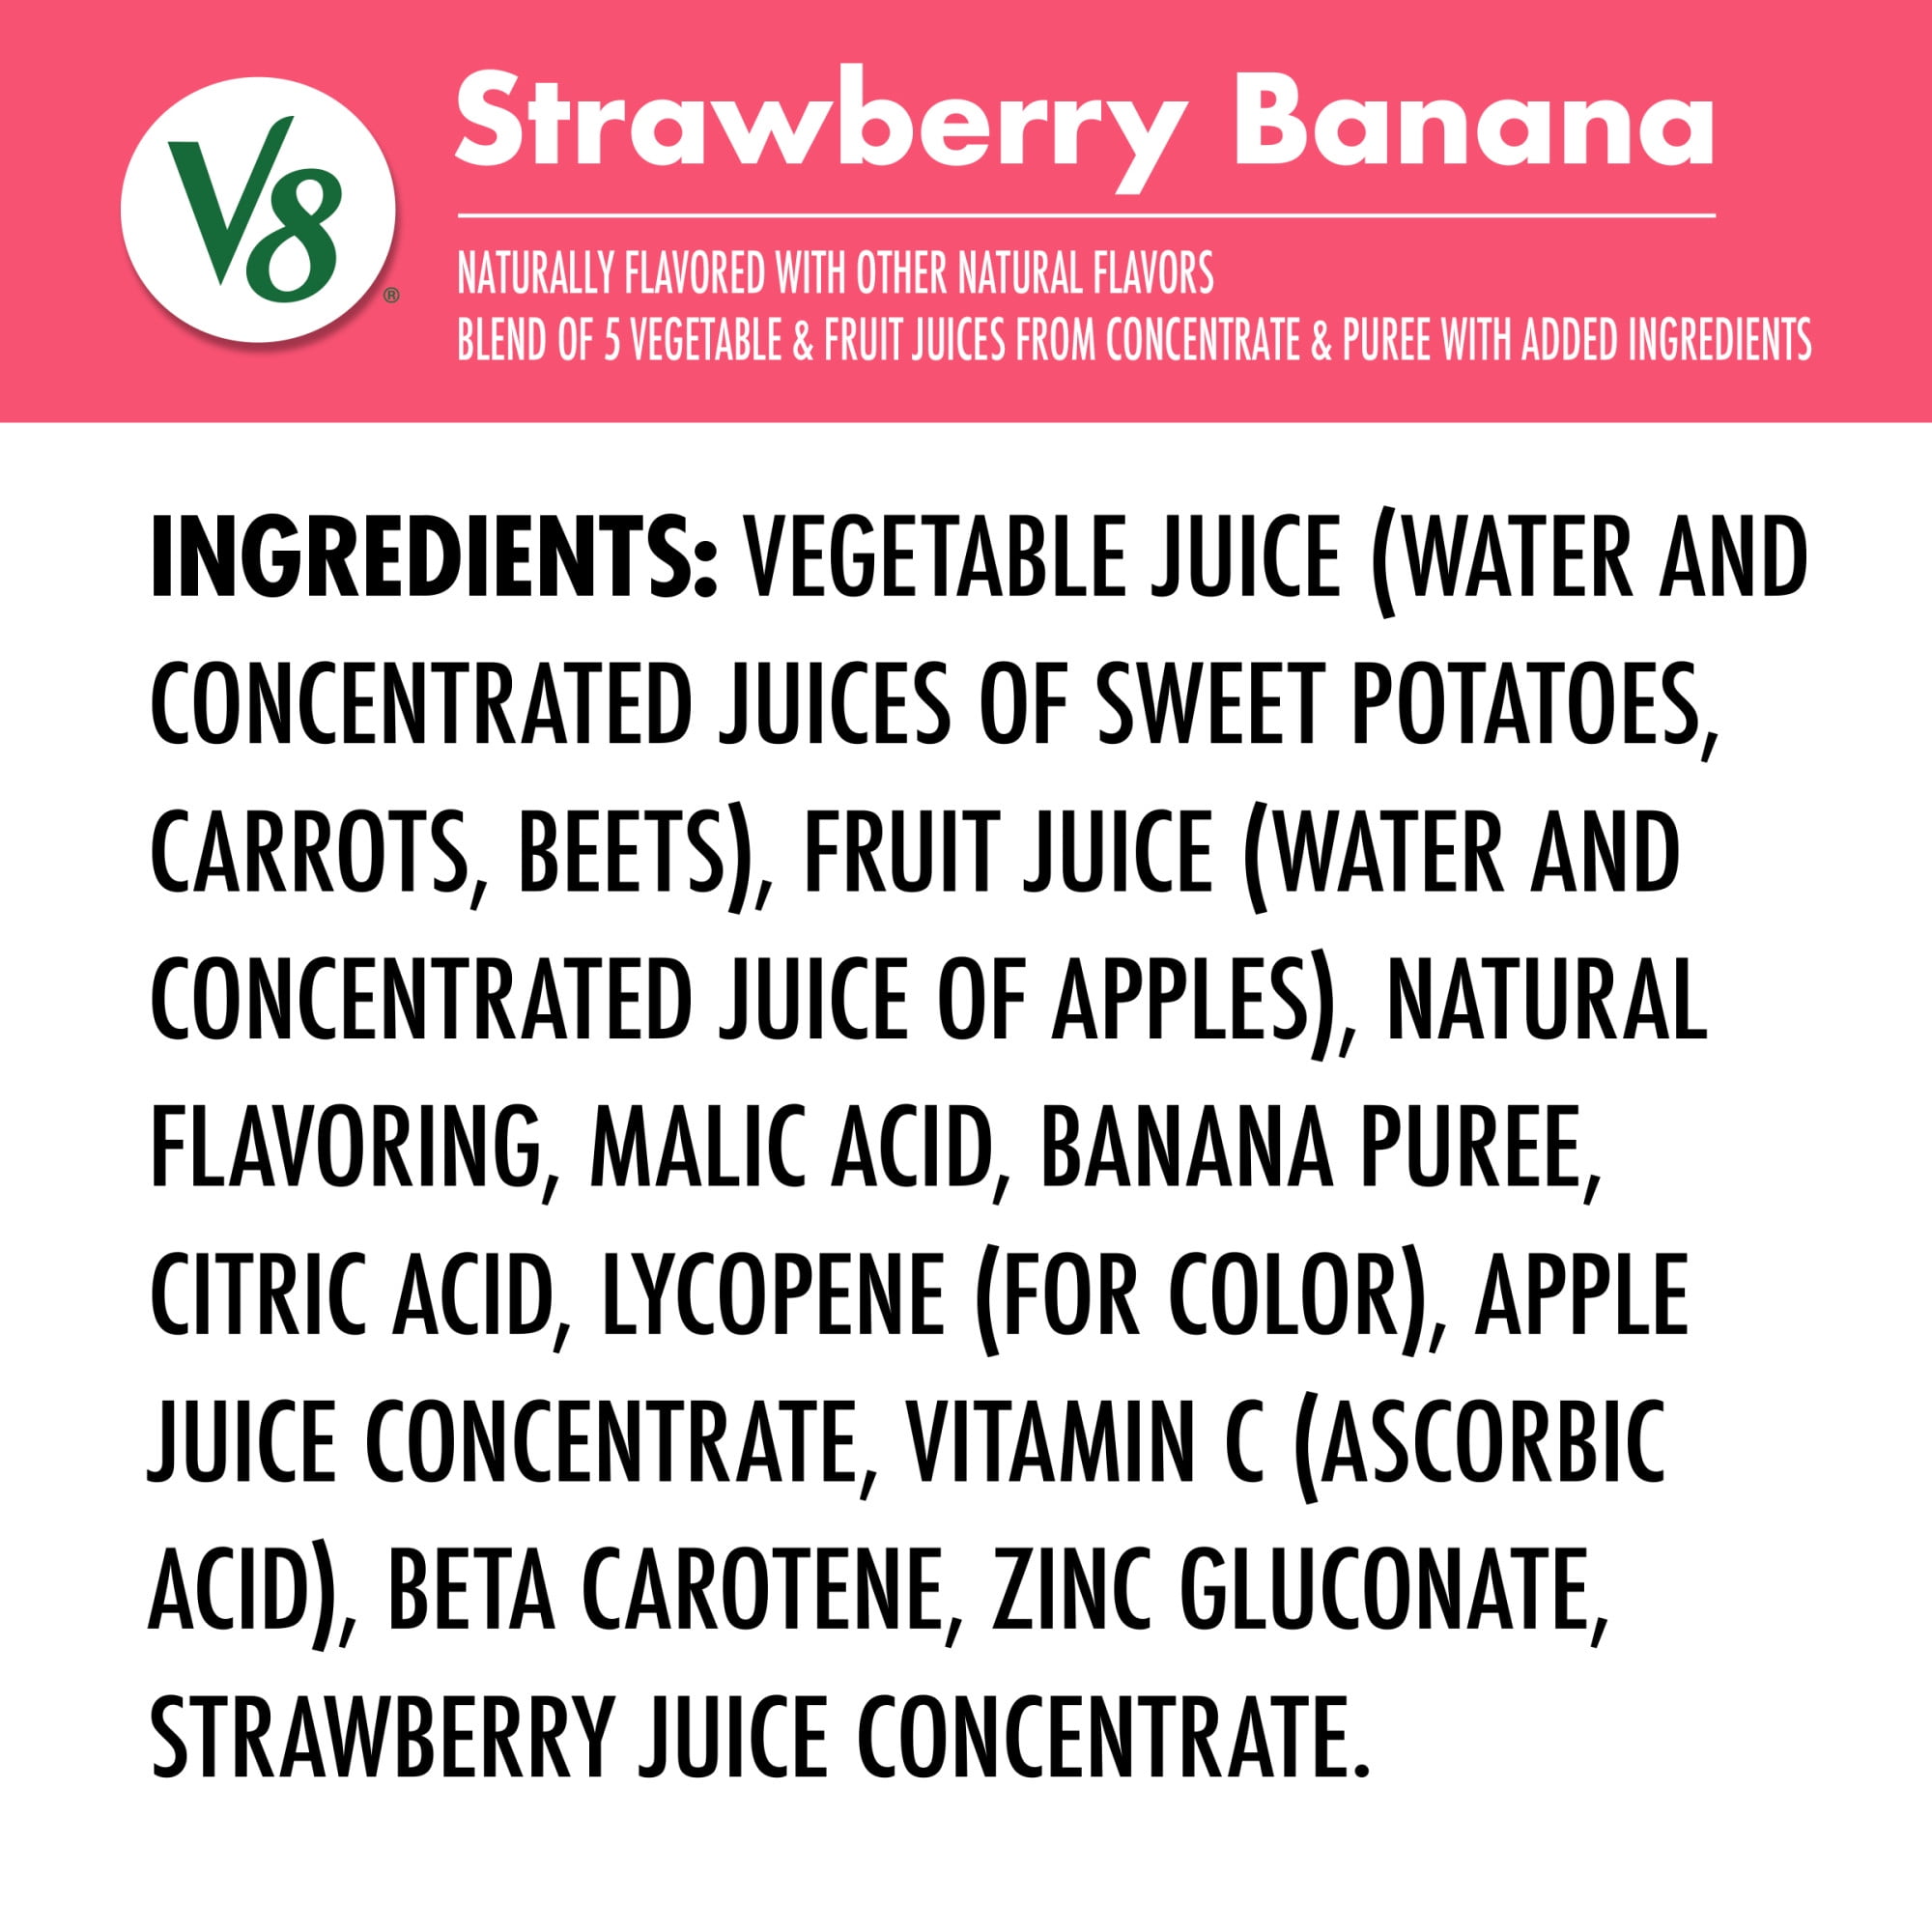 V8®
Strawberry Banana
NATURALLY FLAVORED WITH OTHER NATURAL FLAVORS
BLEND OF 5 VEGETABLE & FRUIT JUICES FROM CONCENTRATE & PUREE WITH ADDED INGREDIENTS
INGREDIENTS: VEGETABLE JUICE (WATER AND
CONCENTRATED JUICES OF SWEET POTATOES,
CARROTS, BEETS), FRUIT JUICE (WATER AND
CONCENTRATED JUICE OF APPLES), NATURAL
FLAVORING, MALIC ACID, BANANA PUREE,
CITRIC ACID, LYCOPENE (FOR COLOR), APPLE
JUICE CONCENTRATE, VITAMIN C (ASCORBIC
ACID), BETA CAROTENE, ZINC GLUCONATE,
STRAWBERRY JUICE CONCENTRATE.